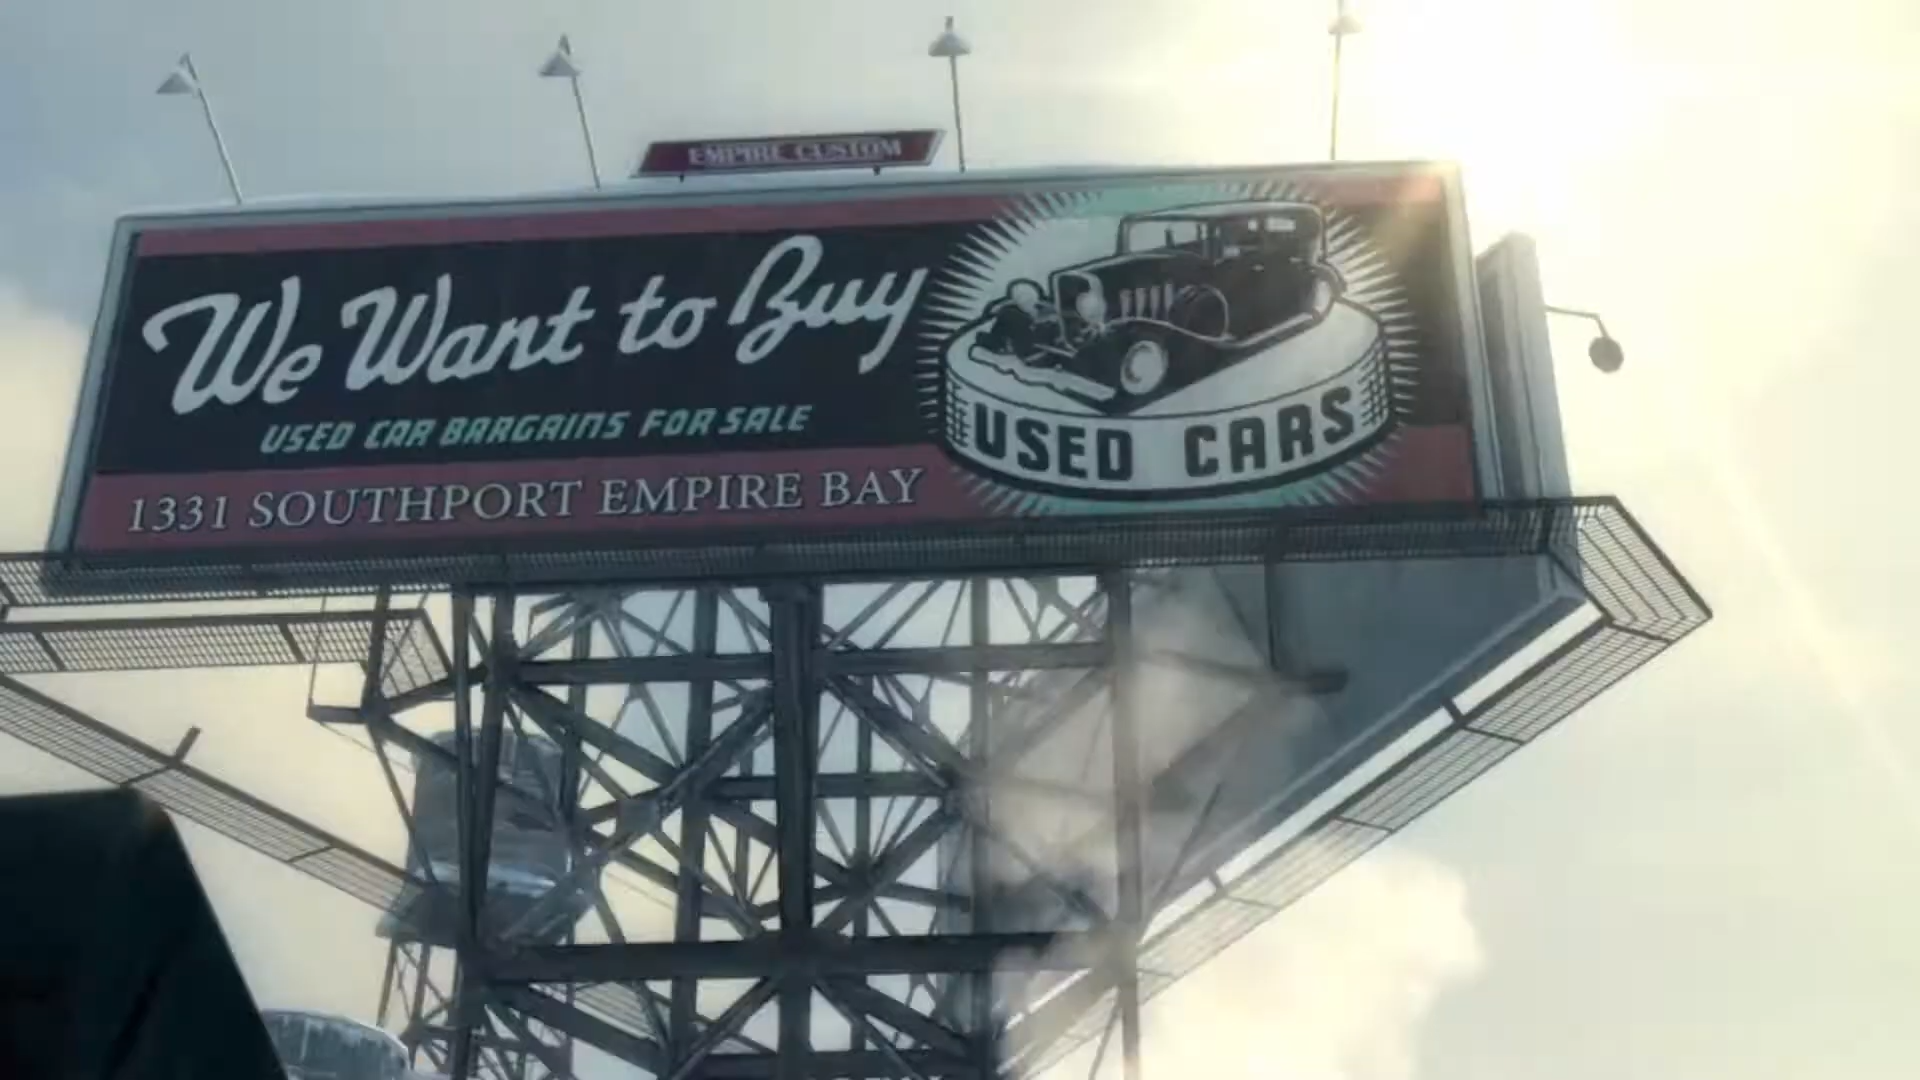 EMPIRE CUSTOM
We Want to Buy
USED CAR BARGAINS FOR SALE
1331 SOUTHPORT EMPIRE BAY
USED CARS